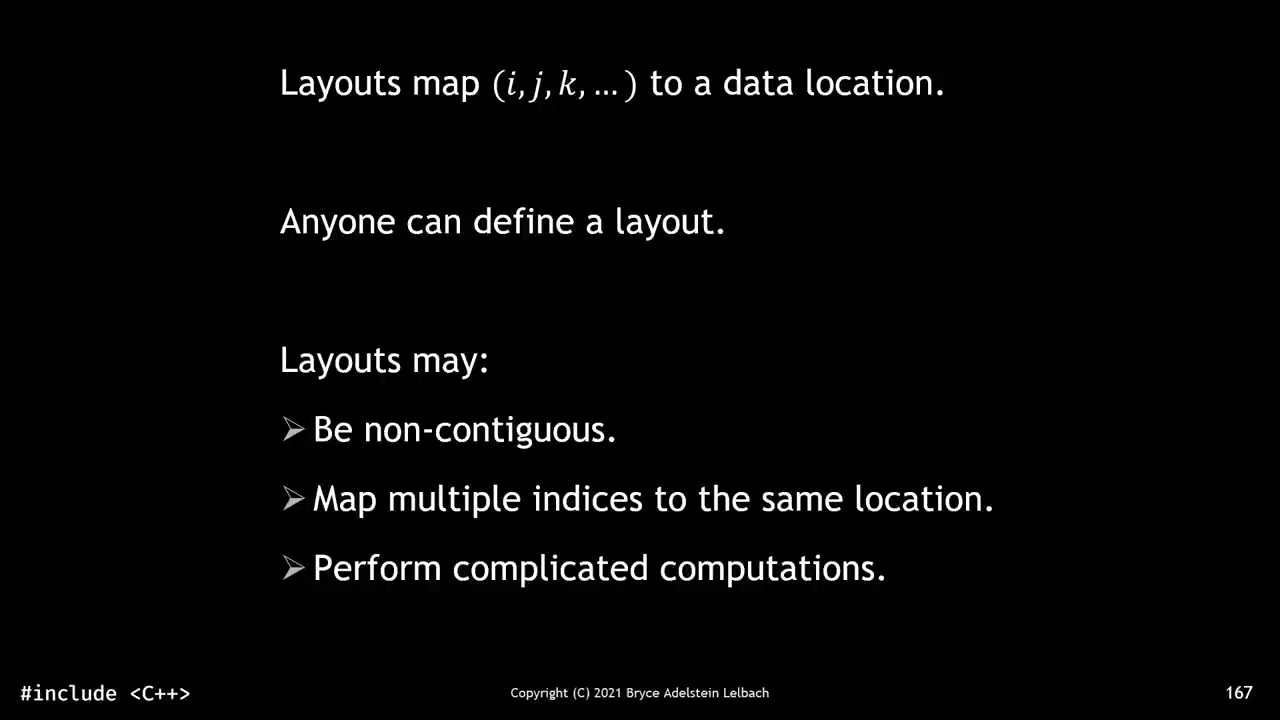 Layouts map (i, j, k, … ) to a data location.
Anyone can define a layout.
Layouts may:
➢ Be non-contiguous.
➢ Map multiple indices to the same location.
➢ Perform complicated computations.
#include <C++>
Copyright (C) 2021 Bryce Adelstein Lelbach
167